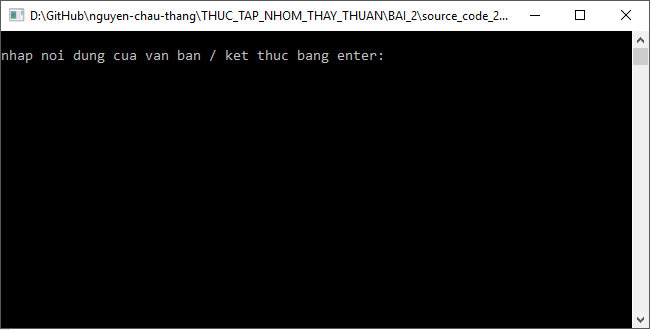 D:\GitHub\nguyen-chau-thang\THUC_TAP_NHOM_THAY_THUAN\BAI_2\source_code_2...
nhap noi dung cua van ban / ket thuc bang enter: